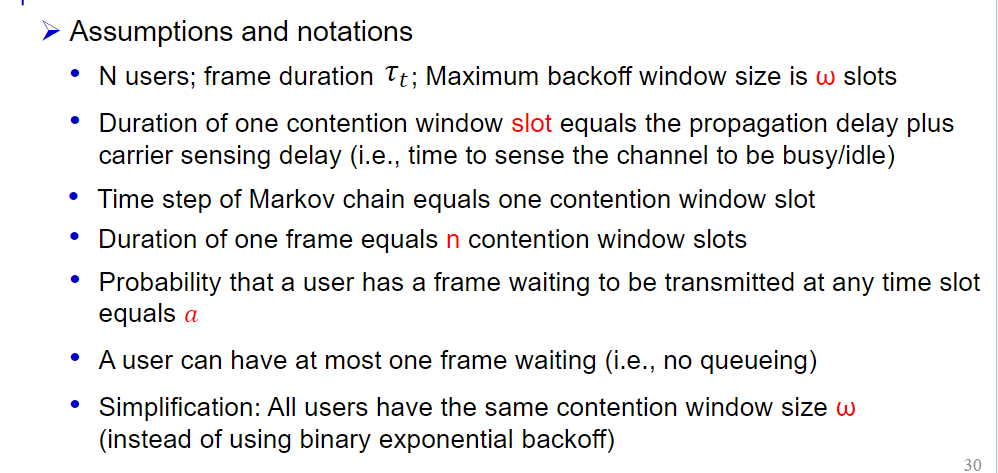 ➢ Assumptions and notations
• N users; frame duration τt; Maximum backoff window size is ω slots
• Duration of one contention window slot equals the propagation delay plus
carrier sensing delay (i.e., time to sense the channel to be busy/idle)
• Time step of Markov chain equals one contention window slot
• Duration of one frame equals n contention window slots
• Probability that a user has a frame waiting to be transmitted at any time slot
equals a
• A user can have at most one frame waiting (i.e., no queueing)
• Simplification: All users have the same contention window size ω
(instead of using binary exponential backoff)
30